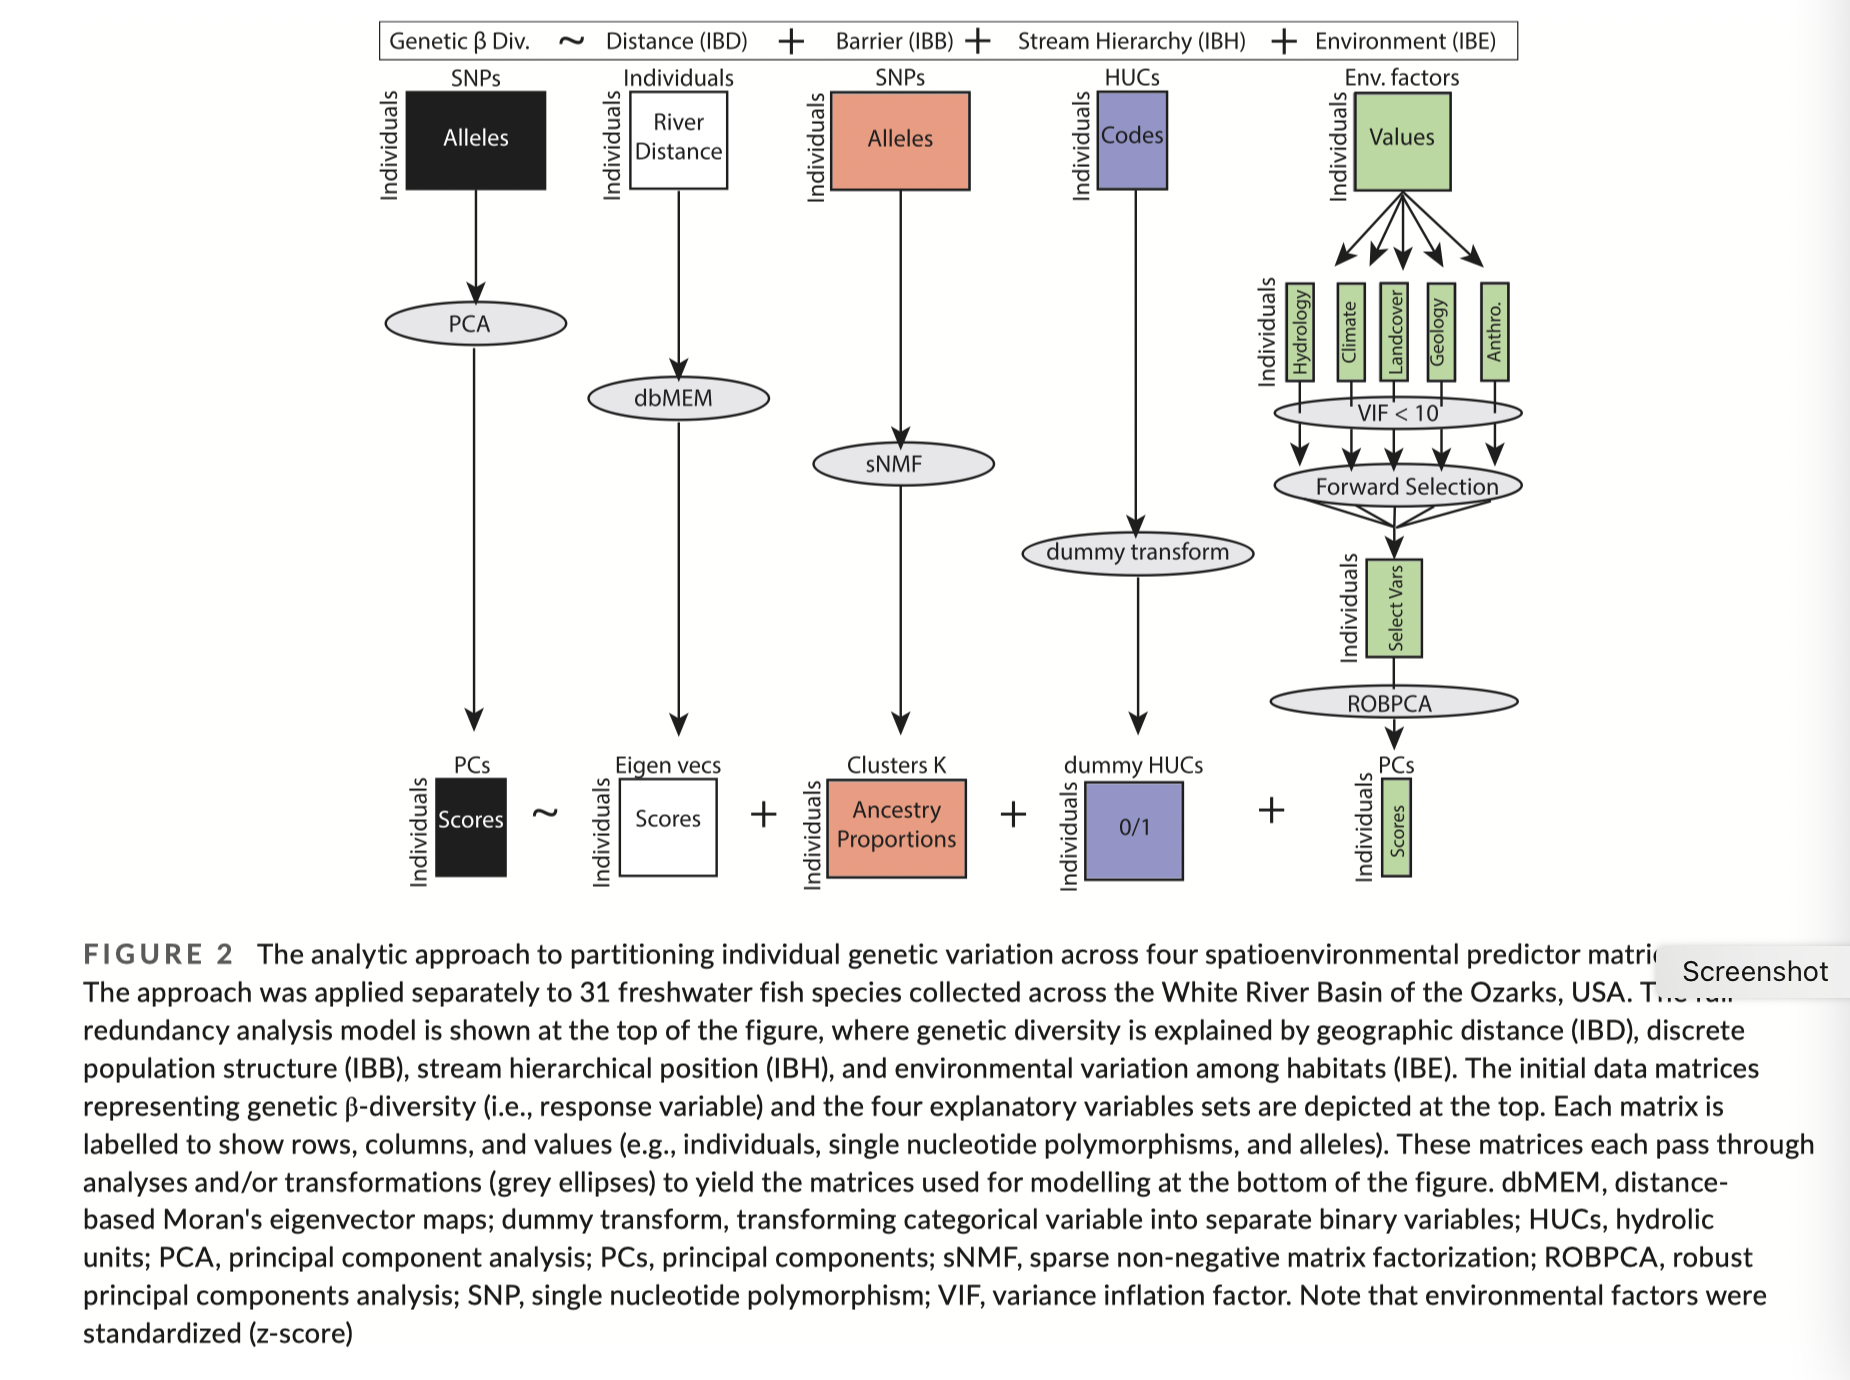 Genetic β Div. ~ Distance (IBD) + Barrier (IBB) + Stream Hierarchy (IBH) + Environment (IBE)
SNPs Individuals SNPs HUCs Env. factors
Individuals Alleles
Individuals River Distance
Individuals Alleles
Individuals Codes
Individuals Values
PCA
dbMEM
sNMF
dummy transform
Individuals Hydrology Climate Landcover Geology Anthro.
VIF < 10
Forward Selection
Individuals Select Vars
ROBPCA
PCs Eigen vecs Clusters K dummy HUCs PCs
Individuals Scores ~ Individuals Scores + Individuals Ancestry Proportions + Individuals 0/1 + Individuals Scores
FIGURE 2 The analytic approach to partitioning individual genetic variation across four spatioenvironmental predictor
Screenshot
The approach was applied separately to 31 freshwater fish species collected across the White River Basin of the Ozarks, USA.
redundancy analysis model is shown at the top of the figure, where genetic diversity is explained by geographic distance (IBD), discrete
population structure (IBB), stream hierarchical position (IBH), and environmental variation among habitats (IBE). The initial data matrices
representing genetic β-diversity (i.e., response variable) and the four explanatory variables sets are depicted at the top. Each matrix is
labelled to show rows, columns, and values (e.g., individuals, single nucleotide polymorphisms, and alleles). These matrices each pass through
analyses and/or transformations (grey ellipses) to yield the matrices used for modelling at the bottom of the figure. dbMEM, distance-
based Moran's eigenvector maps; dummy transform, transforming categorical variable into separate binary variables; HUCs, hydrolic
units; PCA, principal component analysis; PCs, principal components; sNMF, sparse non-negative matrix factorization; ROBPCA, robust
principal components analysis; SNP, single nucleotide polymorphism; VIF, variance inflation factor. Note that environmental factors were
standardized (z-score)